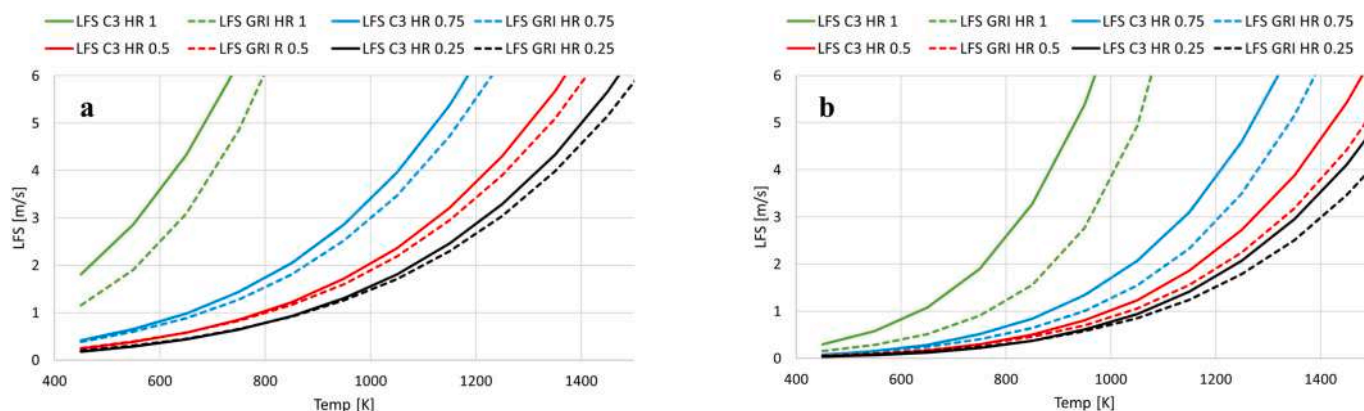 LFS C3 HR 1 LFS GRI HR 1 LFS C3 HR 0.75 LFS GRI HR 0.75
LFS C3 HR 0.5 LFS GRI R 0.5 LFS C3 HR 0.25 LFS GRI HR 0.25
a
LFS [m/s]
6
5
4
3
2
1
0
400 600 800 1000 1200 1400
Temp [K]
LFS C3 HR 1 LFS GRI HR 1 LFS C3 HR 0.75 LFS GRI HR 0.75
LFS C3 HR 0.5 LFS GRI HR 0.5 LFS C3 HR 0.25 LFS GRI HR 0.25
b
LFS [m/s]
6
5
4
3
2
1
0
400 600 800 1000 1200 1400
Temp [K]